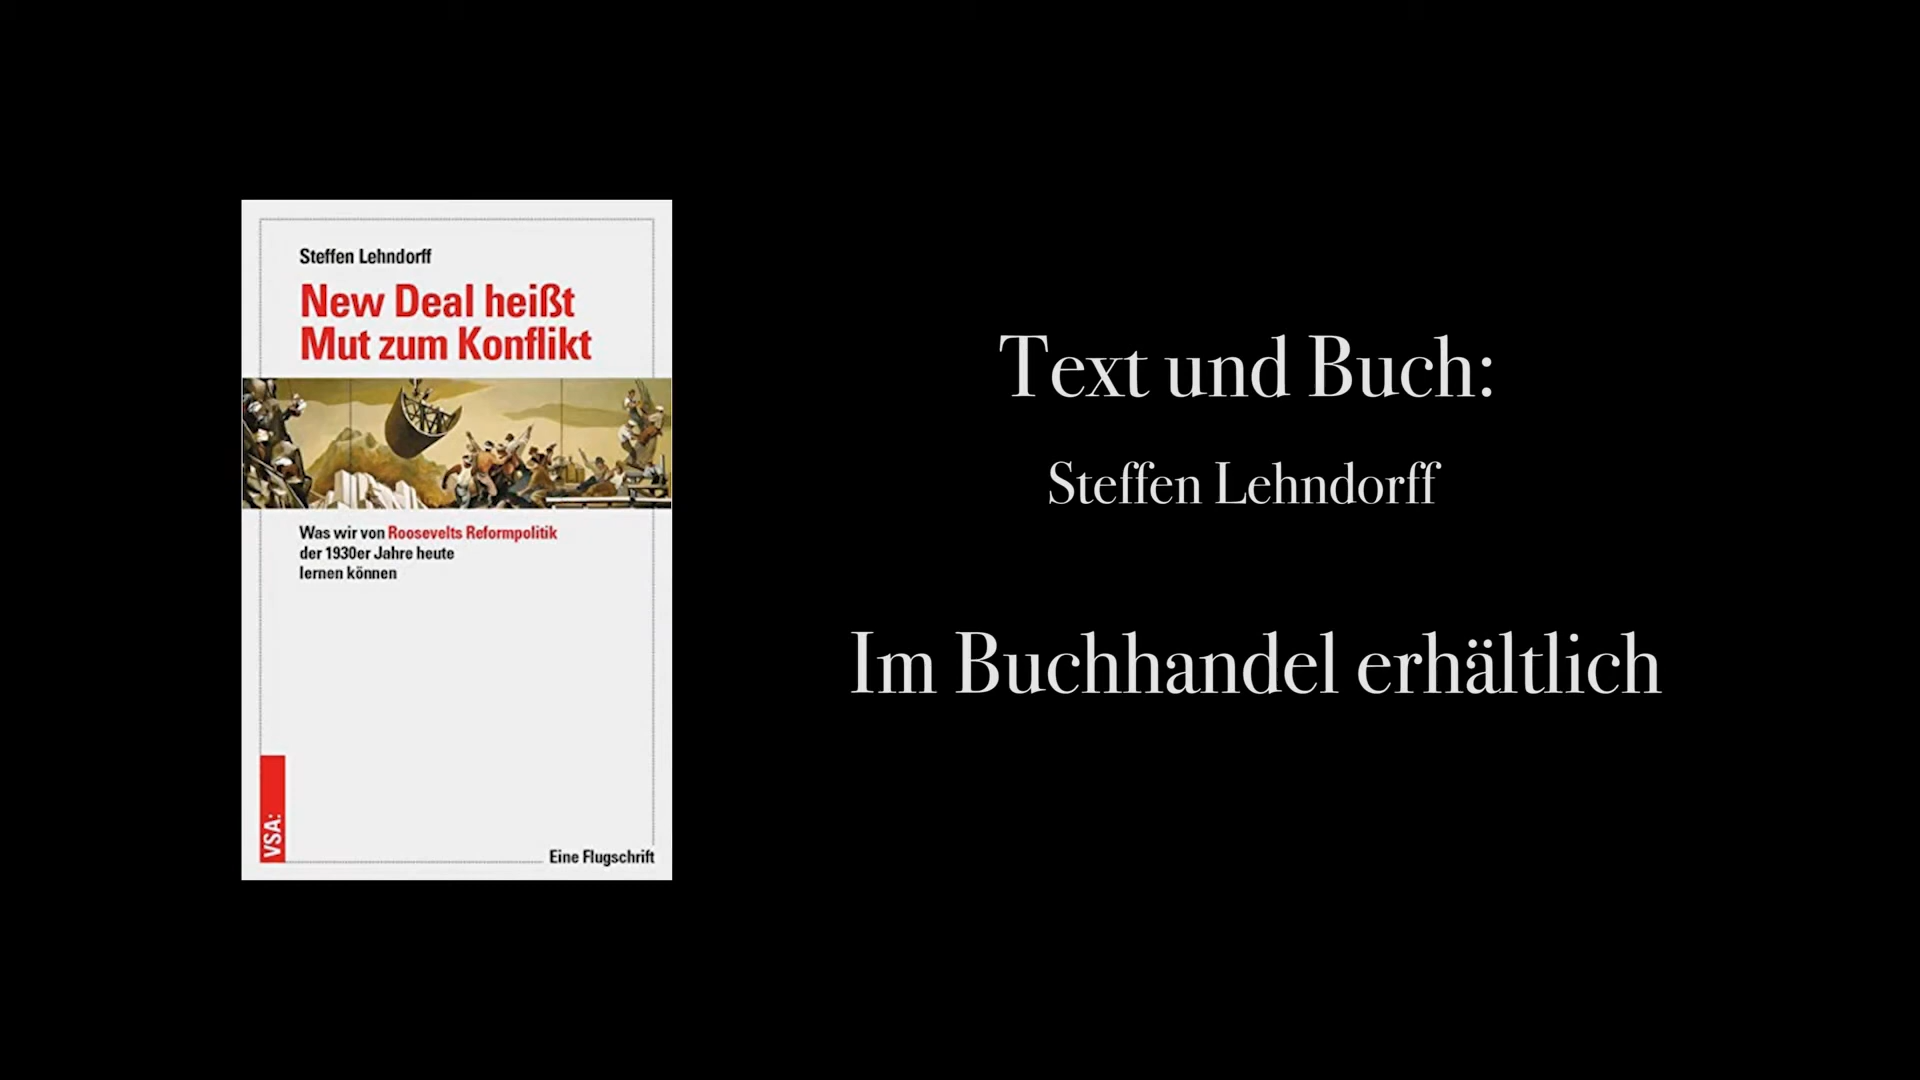 Steffen Lehndorff
New Deal heißt
Mut zum Konflikt
Was wir von Roosevelts Reformpolitik
der 1930er Jahre heute
lernen können
VSA:
Eine Flugschrift
Text und Buch:
Steffen Lehndorff
Im Buchhandel erhältlich